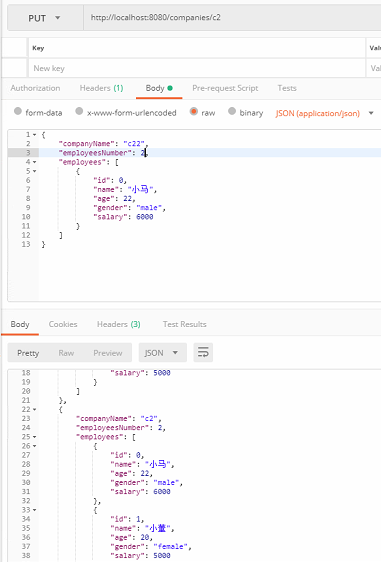 PUT http://localhost:8080/companies/c2
Key Valu
New key Valu
Authorization Headers (1) Body Pre-request Script Tests
form-data x-www-form-urlencoded raw binary JSON (application/json)
1 {
2 "companyName": "c22",
3 "employeesNumber": 2,
4 "employees": [
5 {
6 "id": 0,
7 "name": "小马",
8 "age": 22,
9 "gender": "male",
10 "salary": 6000
11 }
12 ]
13 }
Body Cookies Headers (3) Test Results
Pretty Raw Preview JSON
18 "salary": 5000
19 }
20 ]
21 },
22 {
23 "companyName": "c2",
24 "employeesNumber": 2,
25 "employees": [
26 {
27 "id": 0,
28 "name": "小马",
29 "age": 22,
30 "gender": "male",
31 "salary": 6000
32 },
33 {
34 "id": 1,
35 "name": "小董",
36 "age": 20,
37 "gender": "female",
38 "salary": 5000